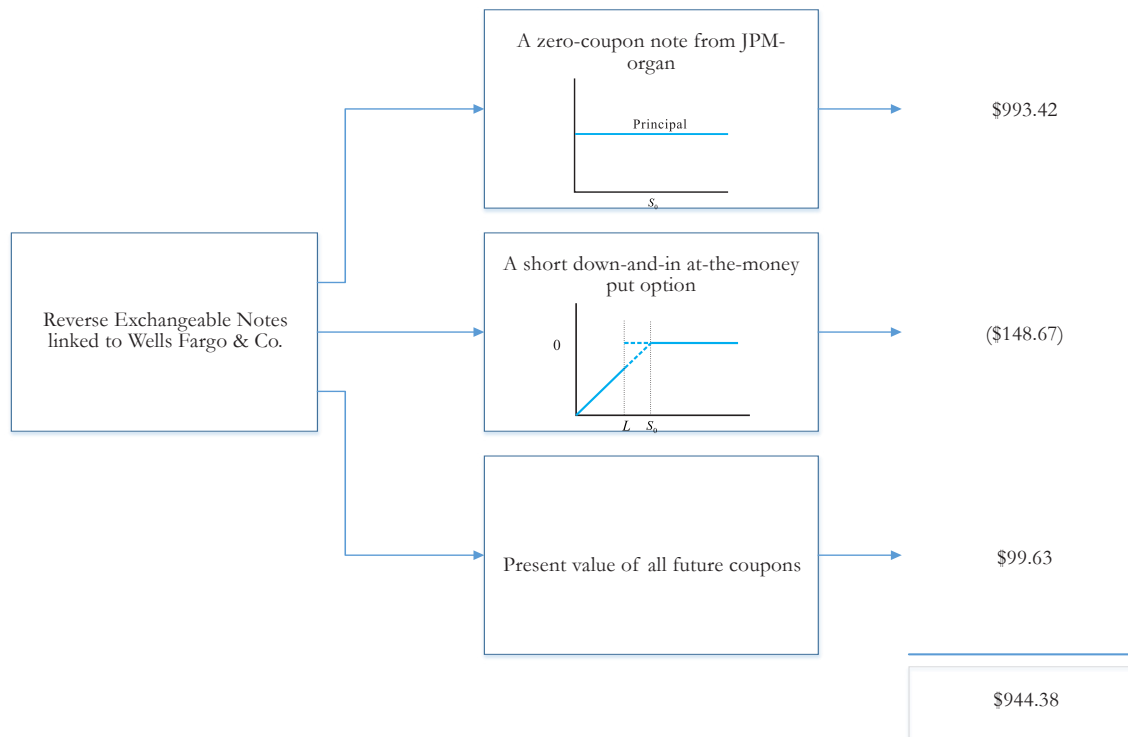 Reverse Exchangeable Notes
linked to Wells Fargo & Co.
A zero-coupon note from JPM-
organ
Principal
S₀
$993.42
A short down-and-in at-the-money
put option
0
L S₀
($148.67)
Present value of all future coupons
$99.63
$944.38